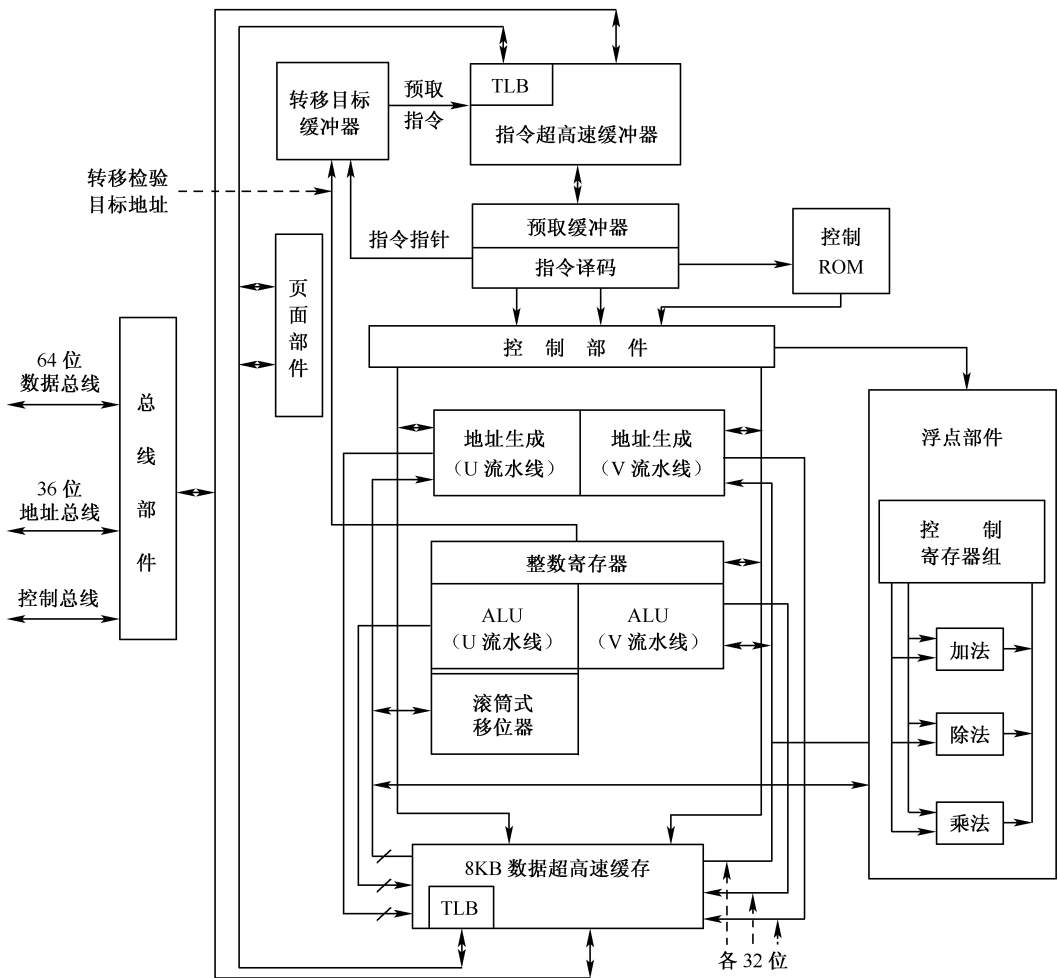 转移目标
缓冲器
预取
指令
TLB
指令超高速缓冲器
转移检验
目标地址
指令指针
预取缓冲器
指令译码
控制
ROM
页面部件
控制部件
64 位
数据总线
36 位
地址总线
控制总线
总线部件
地址生成
（U 流水线）
地址生成
（V 流水线）
整数寄存器
ALU
（U 流水线）
ALU
（V 流水线）
滚筒式
移位器
浮点部件
控制
寄存器组
加法
除法
乘法
8KB 数据超高速缓存
TLB
各 32 位